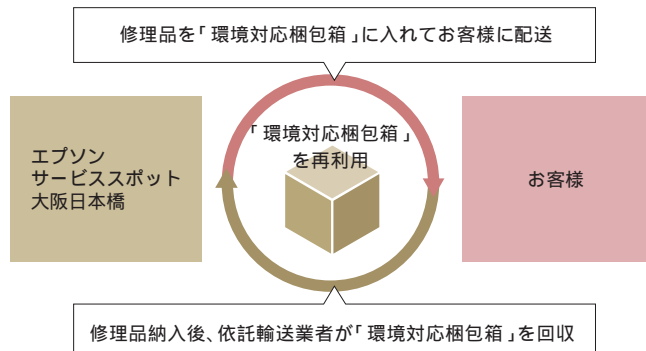 修理品を「環境対応梱包箱」に入れてお客様に配送
「環境対応梱包箱」
を再利用
エプソン
サービススポット
大阪日本橋
お客様
修理品納入後、依託輸送業者が「環境対応梱包箱」を回収